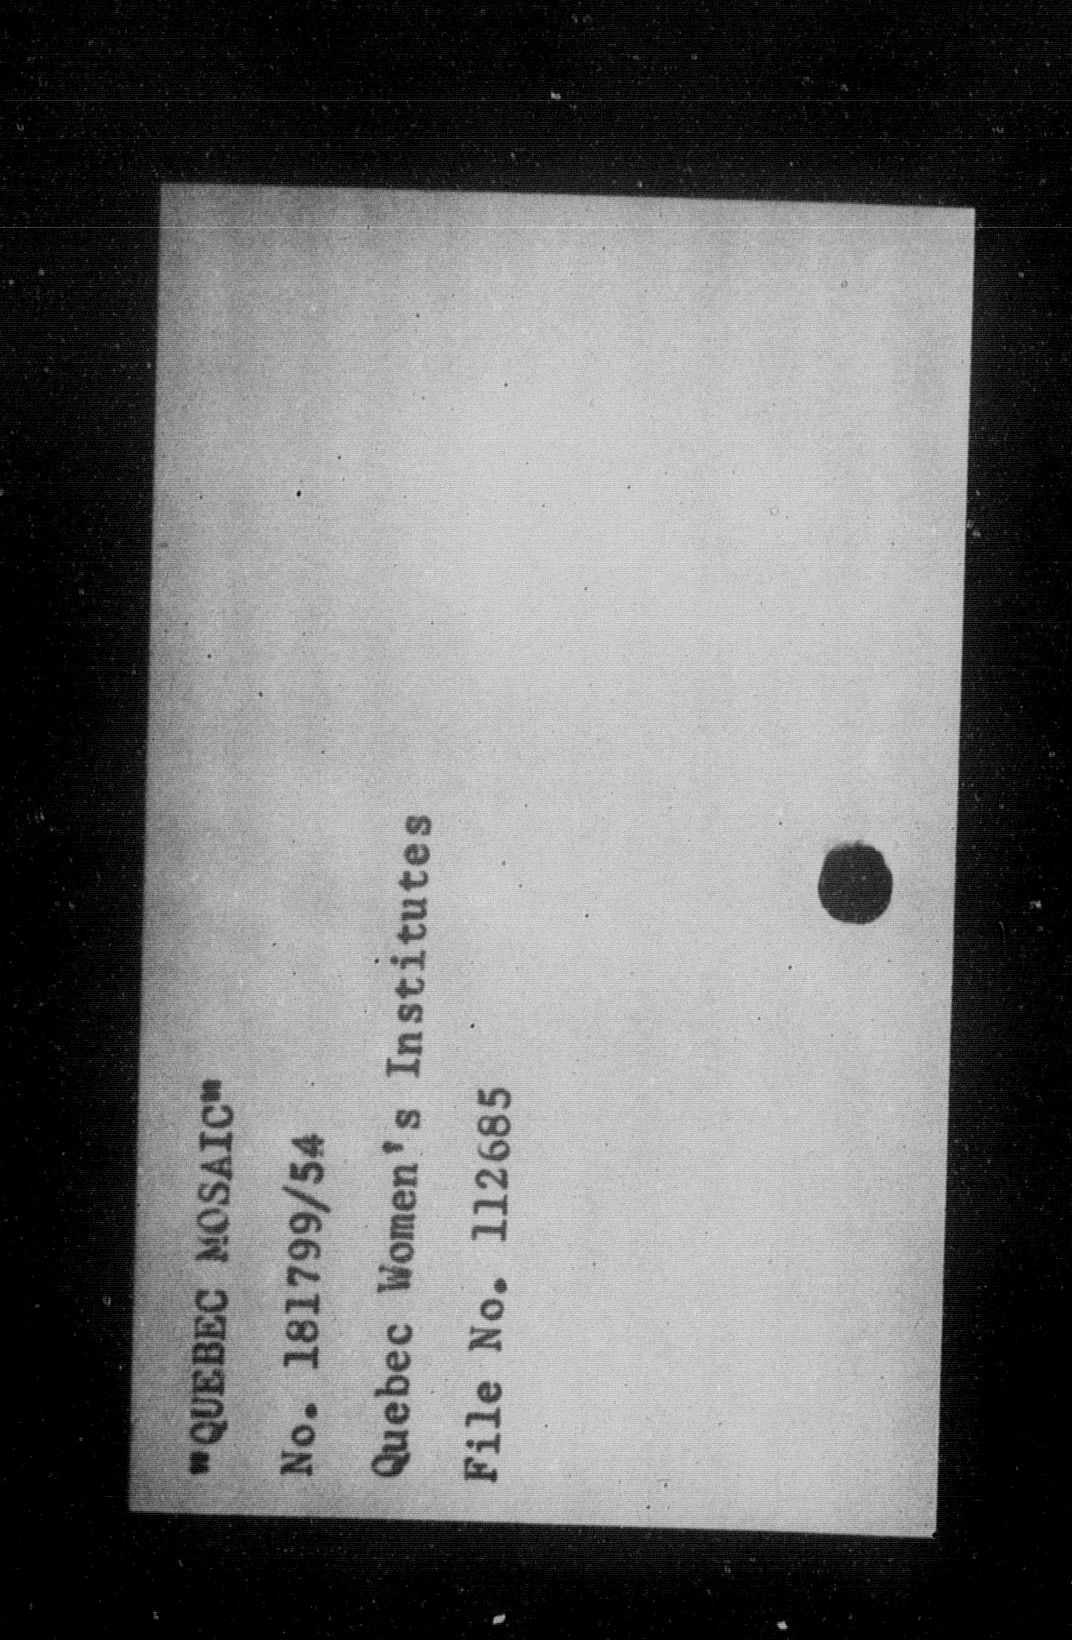 "QUEBEC MOSAIC"
No. 181799/54
Quebec Women's Institutes
File No. 112685